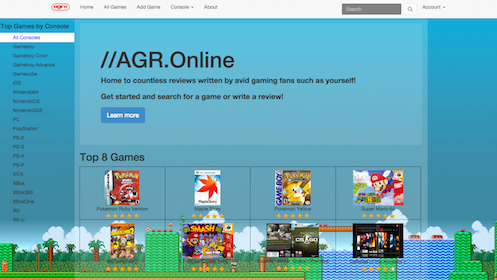 agro
Home
All Games
Add Game
Console
About
Search
Account
Top Games by Console
All Consoles
Gameboy
Gameboy Color
Gameboy Advance
Gamecube
iOS
Nintendo64
NintendoDS
Nintendo3DS
PC
PlayStation
PS-2
PS-3
PS-4
PS-P
VITA
XBox
XBox360
XBox One
Wii
Wii U
//AGR.Online
Home to countless reviews written by avid gaming fans such as yourself!
Get started and search for a game or write a review!
Learn more
Top 8 Games
Pokemon Ruby Version
Maple Story
Pokemon Yellow
Super Mario 64
SMASH
CS GO